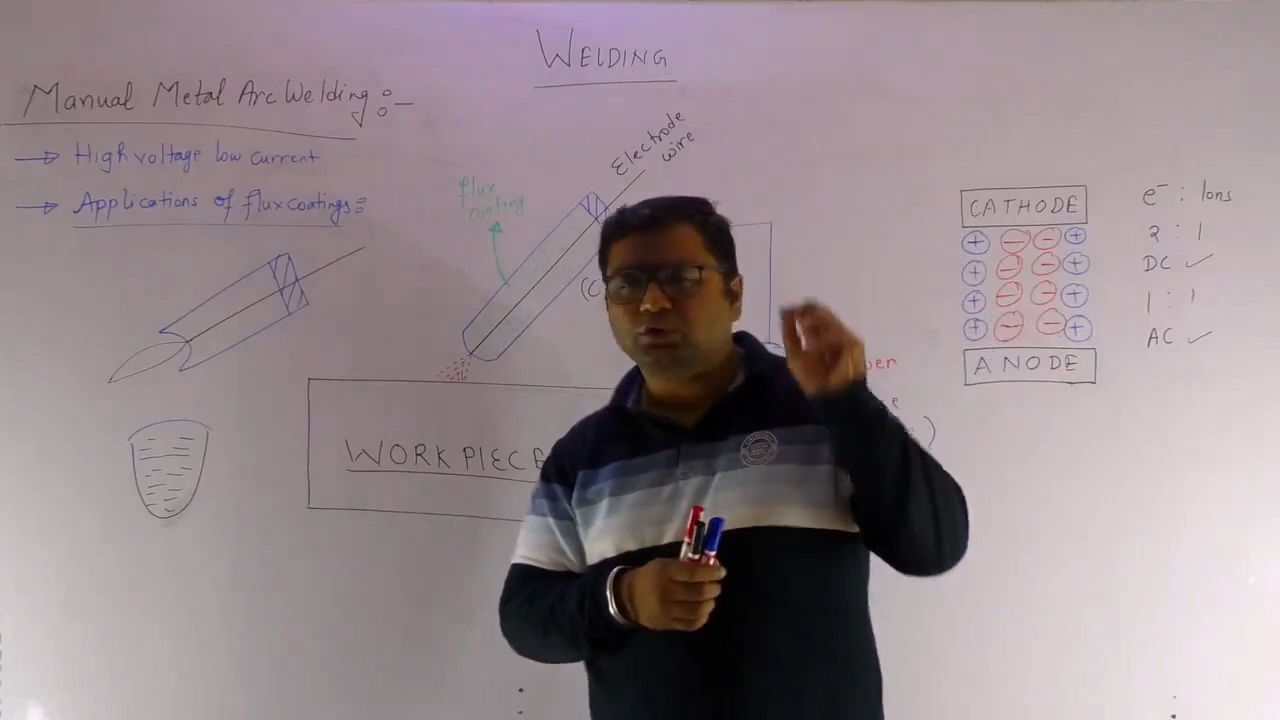 WELDING
Manual Metal Arc Welding :-
→ High voltage low current
→ Applications of flux coatings :
Electrode
wire
flux
coating
(C
WORKPIECE
CATHODE
+ − − +
+ − − +
+ − − +
+ − − +
ANODE
e⁻ : Ions
2 : 1
DC ✓
1 : 1
AC ✓